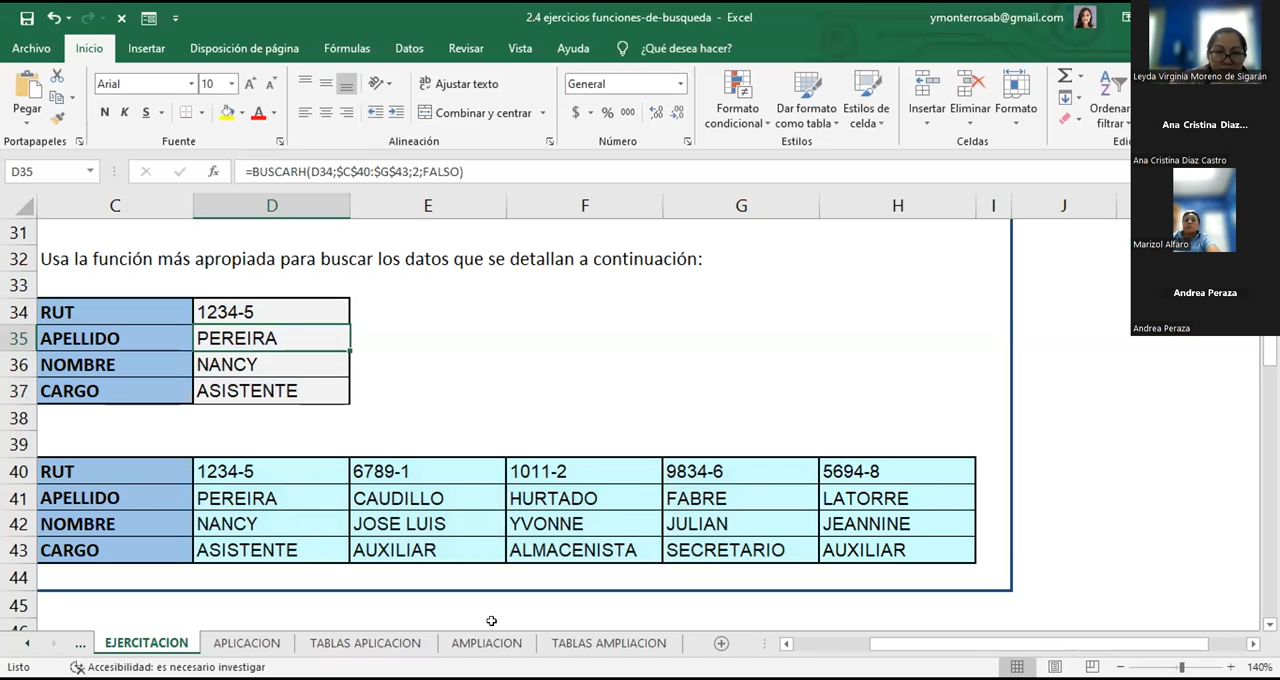 2.4 ejercicios funciones-de-busqueda - Excel
ymonterrosab@gmail.com
Archivo Inicio Insertar Disposición de página Fórmulas Datos Revisar Vista Ayuda ¿Qué desea hacer?
Pegar
Arial 10
N K S
Ajustar texto
Combinar y centrar
General
$ % 000
Formato condicional
Dar formato como tabla
Estilos de celda
Insertar Eliminar Formato
Ordenar
filtrar
Portapapeles Fuente Alineación Número Estilos Celdas
D35 fx =BUSCARH(D34;$C$40:$G$43;2;FALSO)
C D E F G H I J
31
32 Usa la función más apropiada para buscar los datos que se detallan a continuación:
33
34 RUT 1234-5
35 APELLIDO PEREIRA
36 NOMBRE NANCY
37 CARGO ASISTENTE
38
39
40 RUT 1234-5 6789-1 1011-2 9834-6 5694-8
41 APELLIDO PEREIRA CAUDILLO HURTADO FABRE LATORRE
42 NOMBRE NANCY JOSE LUIS YVONNE JULIAN JEANNINE
43 CARGO ASISTENTE AUXILIAR ALMACENISTA SECRETARIO AUXILIAR
44
45
... EJERCITACION APLICACION TABLAS APLICACION AMPLIACION TABLAS AMPLIACION
Listo Accesibilidad: es necesario investigar 140%
Leyda Virginia Moreno de Sigarán
Ana Cristina Diaz...
Ana Cristina Diaz Castro
Marizol Alfaro
Andrea Peraza
Andrea Peraza